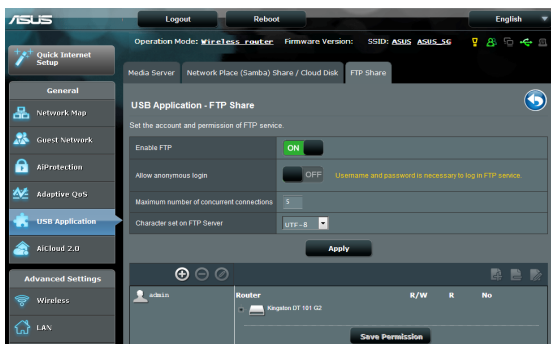 ASUS
Logout
Reboot
English
Operation Mode: Wireless router Firmware Version: SSID: ASUS ASUS_5G
Quick Internet
Setup
General
Network Map
Guest Network
AiProtection
Adaptive QoS
USB Application
AiCloud 2.0
Advanced Settings
Wireless
LAN
Media Server
Network Place (Samba) Share / Cloud Disk
FTP Share
USB Application - FTP Share
Set the account and permission of FTP service.
Enable FTP
ON
Allow anonymous login
OFF
Username and password is necessary to log in FTP service.
Maximum number of concurrent connections
5
Character set on FTP Server
UTF-8
Apply
admin
Router
R/W
R
No
Kingston DT 101 G2
Save Permission